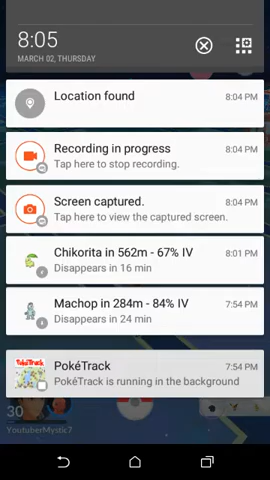 8:05
MARCH 02, THURSDAY
Location found
8:04 PM
Recording in progress
8:04 PM
Tap here to stop recording.
Screen captured.
8:04 PM
Tap here to view the captured screen.
Chikorita in 562m - 67% IV
8:01 PM
Disappears in 16 min
Machop in 284m - 84% IV
7:54 PM
Disappears in 24 min
PokéTrack
PokéTrack
7:54 PM
PokéTrack is running in the background
30
YoutuberMystic7